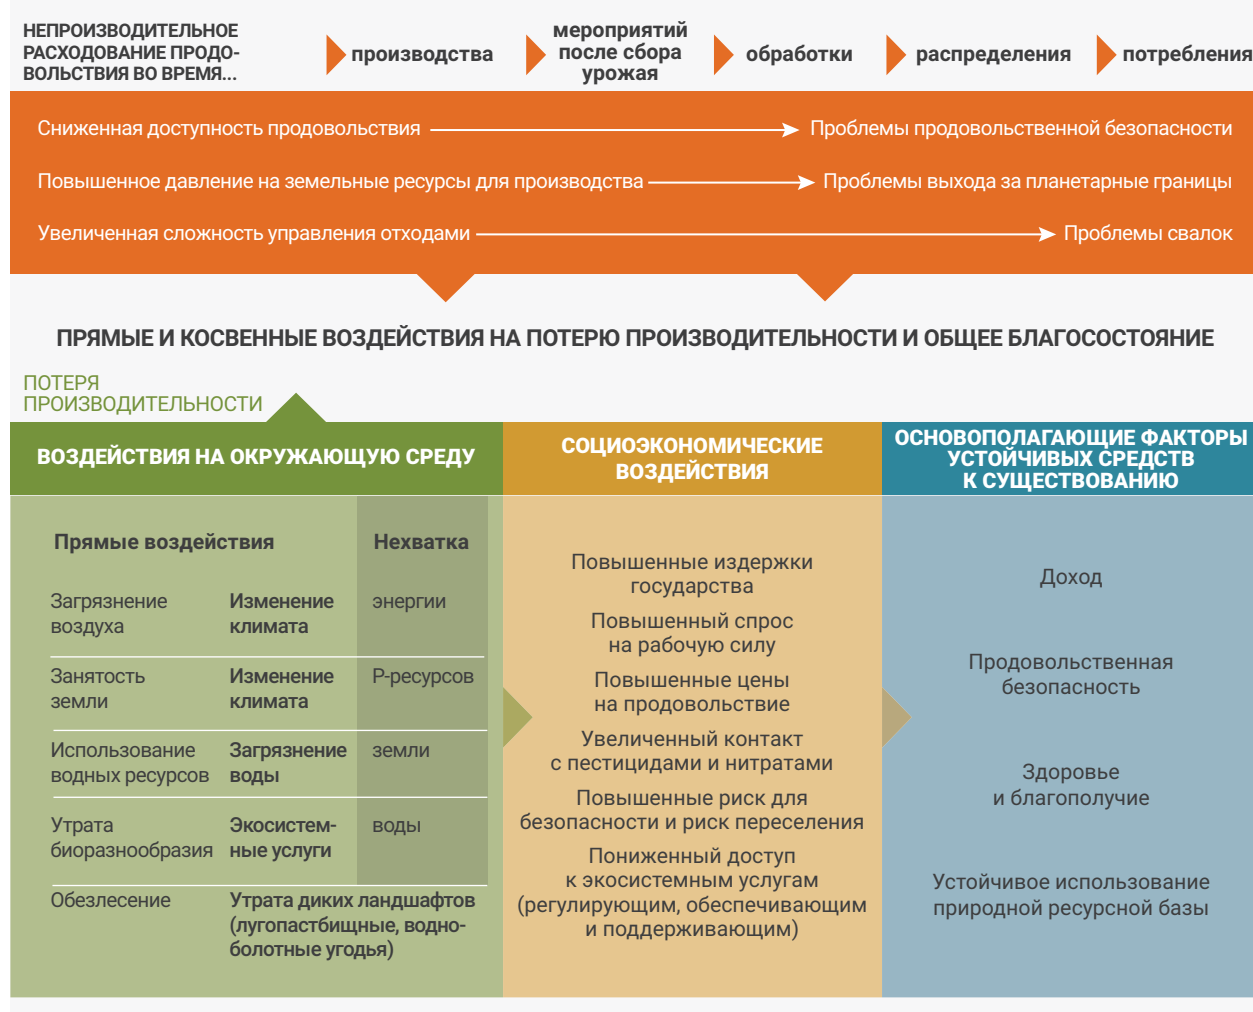 НЕПРОИЗВОДИТЕЛЬНОЕ
РАСХОДОВАНИЕ ПРОДО-
ВОЛЬСТВИЯ ВО ВРЕМЯ...
производства
мероприятий
после сбора
урожая
обработки
распределения
потребления
Сниженная доступность продовольствия
Проблемы продовольственной безопасности
Повышенное давление на земельные ресурсы для производства
Проблемы выхода за планетарные границы
Увеличенная сложность управления отходами
Проблемы свалок
ПРЯМЫЕ И КОСВЕННЫЕ ВОЗДЕЙСТВИЯ НА ПОТЕРЮ ПРОИЗВОДИТЕЛЬНОСТИ И ОБЩЕЕ БЛАГОСОСТОЯНИЕ
ПОТЕРЯ
ПРОИЗВОДИТЕЛЬНОСТИ
ВОЗДЕЙСТВИЯ НА ОКРУЖАЮЩУЮ СРЕДУ
Прямые воздействия
Нехватка
Загрязнение
воздуха
Изменение
климата
энергии
Занятость
земли
Изменение
климата
Р-ресурсов
Использование
водных ресурсов
Загрязнение
воды
земли
Утрата
биоразнообразия
Экосистем-
ные услуги
воды
Обезлесение
Утрата диких ландшафтов
(лугопастбищные, водно-
болотные угодья)
СОЦИОЭКОНОМИЧЕСКИЕ
ВОЗДЕЙСТВИЯ
Повышенные издержки
государства
Повышенный спрос
на рабочую силу
Повышенные цены
на продовольствие
Увеличенный контакт
с пестицидами и нитратами
Повышенные риск для
безопасности и риск переселения
Пониженный доступ
к экосистемным услугам
(регулирующим, обеспечивающим
и поддерживающим)
ОСНОВОПОЛАГАЮЩИЕ ФАКТОРЫ
УСТОЙЧИВЫХ СРЕДСТВ
К СУЩЕСТВОВАНИЮ
Доход
Продовольственная
безопасность
Здоровье
и благополучие
Устойчивое использование
природной ресурсной базы